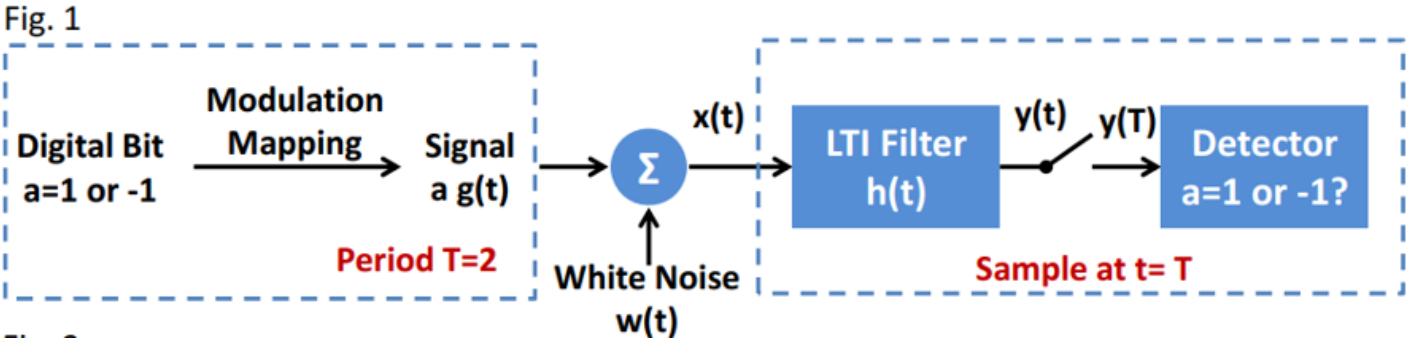 Fig. 1
Modulation
Mapping
Digital Bit
a=1 or -1
Signal
a g(t)
Period T=2
Σ
White Noise
w(t)
x(t)
LTI Filter
h(t)
y(t)
y(T)
Detector
a=1 or -1?
Sample at t= T